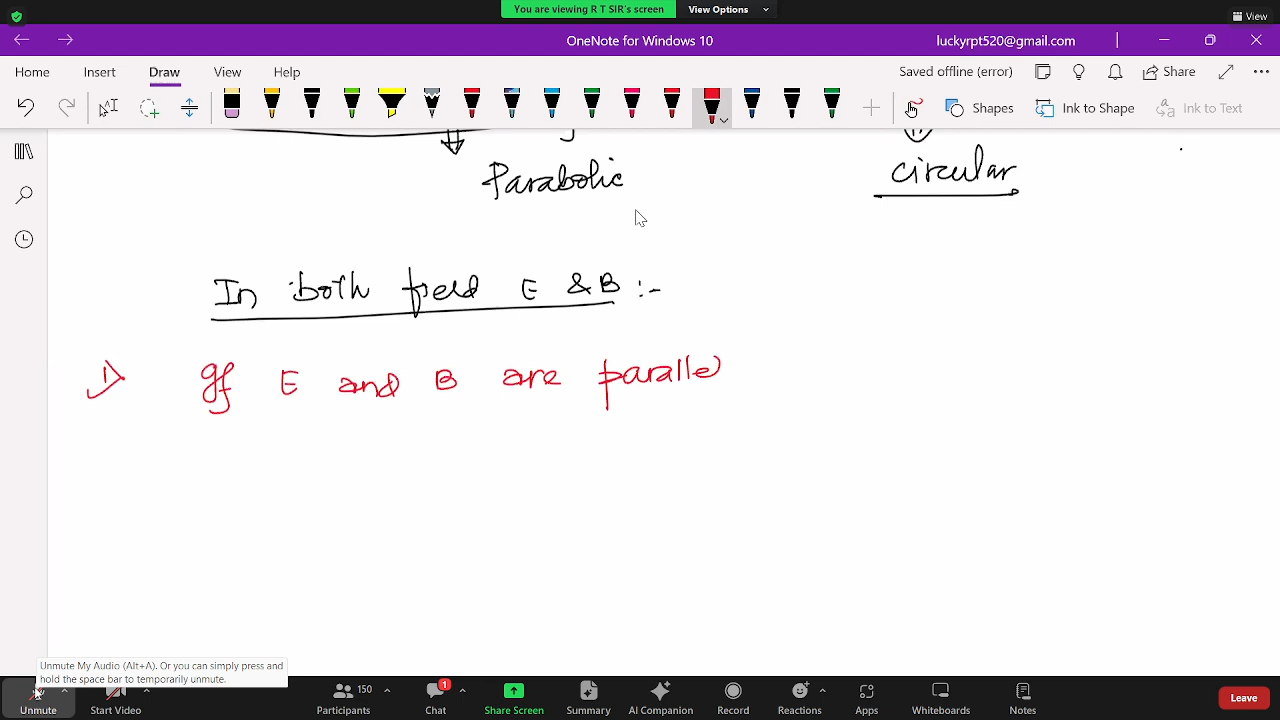 You are viewing R T SIR's screen View Options
View
OneNote for Windows 10 luckyrpt520@gmail.com
Home Insert Draw View Help Saved offline (error) Share
Shapes Ink to Shape Ink to Text
Parabolic circular
In both field E & B :-
1) If E and B are parallel
Unmute My Audio (Alt+A). Or you can simply press and
hold the space bar to temporarily unmute.
150 1
Unmute Start Video Participants Chat Share Screen Summary AI Companion Record Reactions Apps Whiteboards Notes Leave